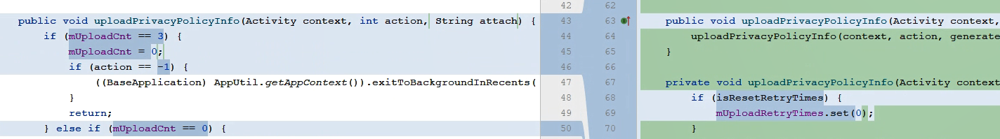 42 62
public void uploadPrivacyPolicyInfo(Activity context, int action, String attach) { 43 63 public void uploadPrivacyPolicyInfo(Activity context,
if (mUploadCnt == 3) { 44 64 uploadPrivacyPolicyInfo(context, action, generate
mUploadCnt = 0; 45 65 }
if (action == -1) { 46 66
((BaseApplication) AppUtil.getAppContext()).exitToBackgroundInRecents( 47 67 private void uploadPrivacyPolicyInfo(Activity context
} 48 68 if (isResetRetryTimes) {
return; 49 69 mUploadRetryTimes.set(0);
} else if (mUploadCnt == 0) { 50 70 }